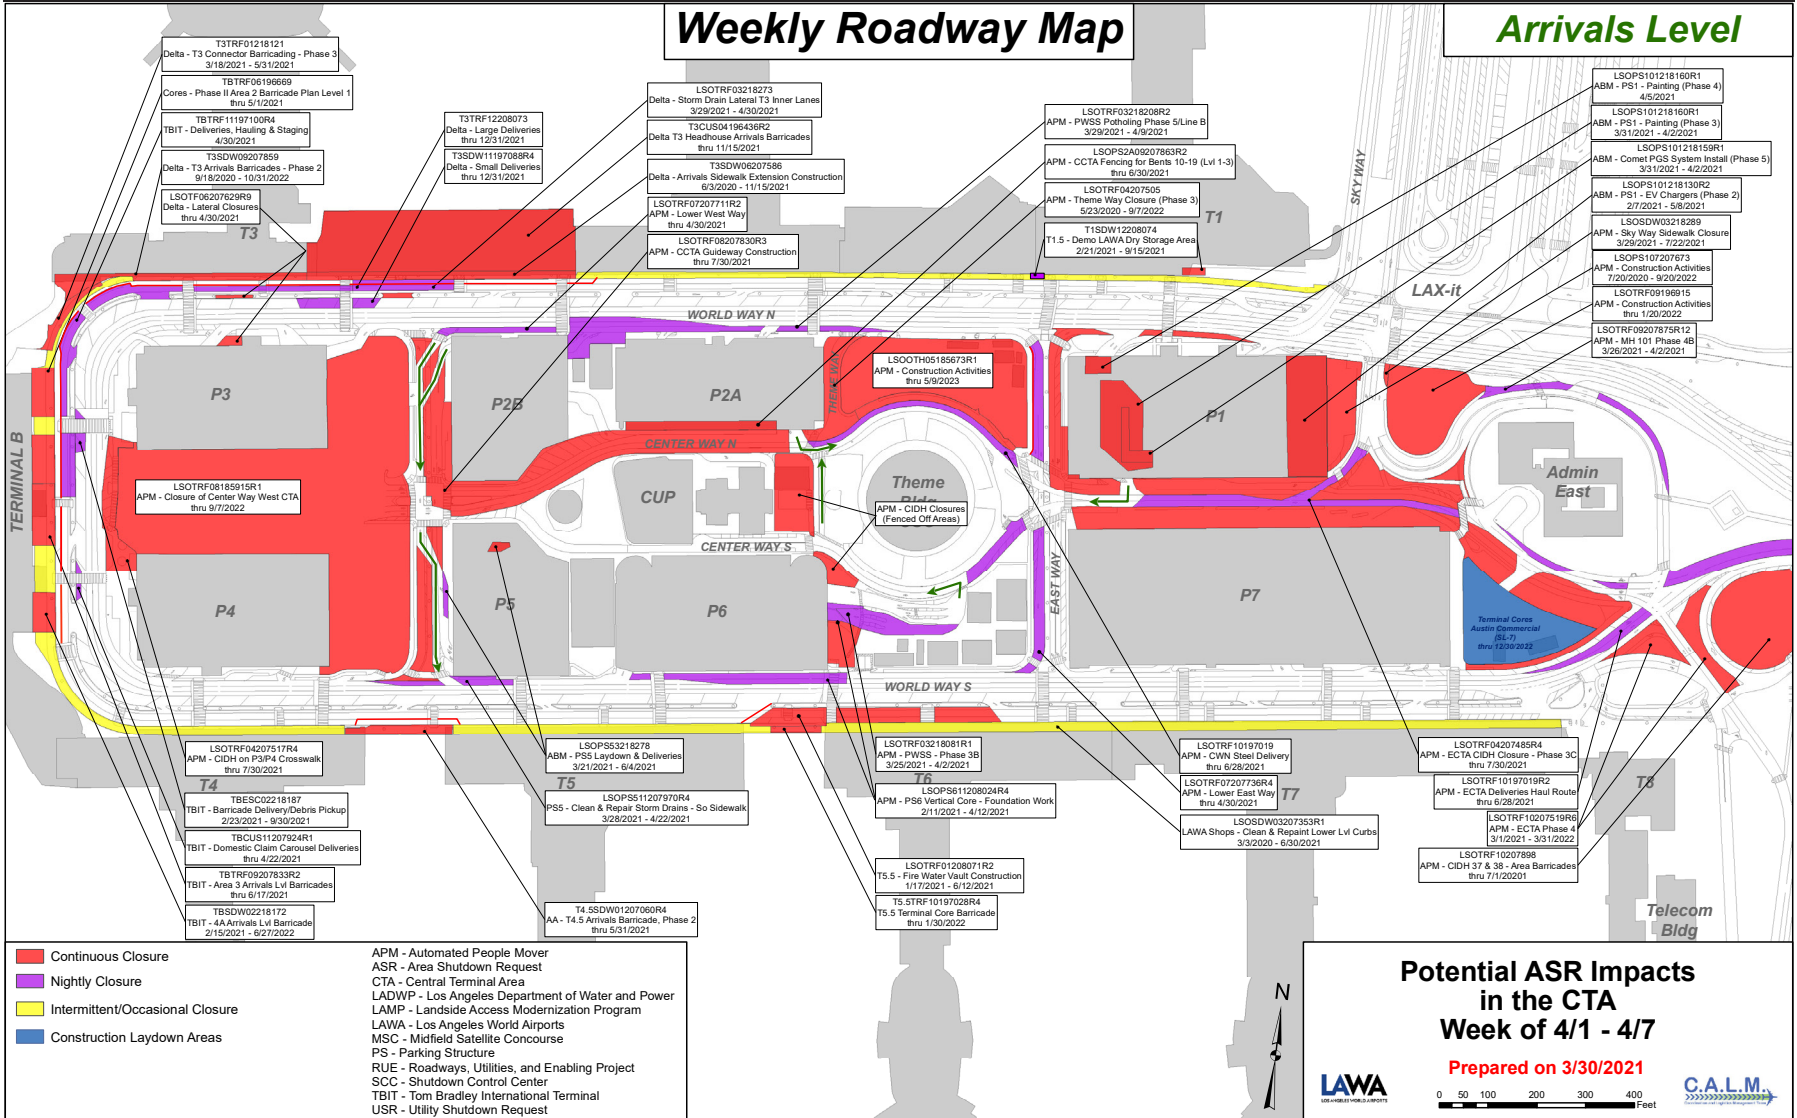 Weekly Roadway Map
Arrivals Level
T3TRF01218121
Delta - T3 Connector Barricading - Phase 3
3/18/2021 - 5/31/2021
TBTRF06196669
Cores - Phase II Area 2 Barricade Plan Level 1
thru 5/1/2021
TBTRF11197100R4
TBIT - Deliveries, Hauling & Staging
4/30/2021
T3SDW09207859
Delta - T3 Arrivals Barricades - Phase 2
9/18/2020 - 10/31/2022
LSOTF06207629R9
Delta - Lateral Closures
thru 4/30/2021
T3TRF12208073
Delta - Large Deliveries
thru 12/31/2021
T3SDW11197088R4
Delta - Small Deliveries
thru 12/31/2021
LSOTRF03218273
Delta - Storm Drain Lateral T3 Inner Lanes
3/29/2021 - 4/30/2021
T3CUS04196436R2
Delta T3 Headhouse Arrivals Barricades
thru 11/15/2021
T3SDW06207586
Delta - Arrivals Sidewalk Extension Construction
6/3/2020 - 11/15/2021
LSOTRF07207711R2
APM - Lower West Way
thru 4/30/2021
LSOTRF08207830R3
APM - CCTA Guideway Construction
thru 7/30/2021
LSOTRF03218208R2
APM - PWSS Potholing Phase 5/Line B
3/29/2021 - 4/9/2021
LSOPS2A09207863R2
APM - CCTA Fencing for Bents 10-19 (Lvl 1-3)
thru 6/30/2021
LSOTRF04207505
APM - Theme Way Closure (Phase 3)
5/23/2020 - 9/7/2022
T1SDW12208074
T1.5 - Demo LAWA Dry Storage Area
2/21/2021 - 9/15/2021
LSOPS101218160R1
ABM - PS1 - Painting (Phase 4)
4/5/2021
LSOPS101218160R1
ABM - PS1 - Painting (Phase 3)
3/31/2021 - 4/2/2021
LSOPS101218159R1
ABM - Comet PGS System Install (Phase 5)
3/31/2021 - 4/2/2021
LSOPS101218130R2
ABM - PS1 - EV Chargers (Phase 2)
2/7/2021 - 5/8/2021
LSOSDW03218289
APM - Sky Way Sidewalk Closure
3/29/2021 - 7/22/2021
LSOPS107207673
APM - Construction Activities
7/20/2020 - 9/20/2022
LSOTRF09196915
APM - Construction Activities
thru 1/20/2022
LSOTRF09207875R12
APM - MH 101 Phase 4B
3/26/2021 - 4/2/2021
T3
T1
SKY WAY
LAX-it
WORLD WAY N
THEME WAY
P3
P2B
P2A
P1
LSOOTH05185673R1
APM - Construction Activities
thru 5/9/2023
CENTER WAY N
TERMINAL B
LSOTRF08185915R1
APM - Closure of Center Way West CTA
thru 9/7/2022
CUP
Theme
Bldg
APM - CIDH Closures
(Fenced Off Areas)
Admin
East
CENTER WAY S
EAST WAY
P4
P5
P6
P7
Terminal Cores
Austin Commercial
(SL-7)
thru 12/30/2022
WORLD WAY S
T4
T5
T6
T7
T8
LSOTRF04207517R4
APM - CIDH on P3/P4 Crosswalk
thru 7/30/2021
TBESC02218187
TBIT - Barricade Delivery/Debris Pickup
2/23/2021 - 9/30/2021
TBCUS11207924R1
TBIT - Domestic Claim Carousel Deliveries
thru 4/22/2021
TBTRF09207833R2
TBIT - Area 3 Arrivals Lvl Barricades
thru 6/17/2021
TBSDW02218172
TBIT - 4A Arrivals Lvl Barricade
2/15/2021 - 6/27/2022
LSOPS53218278
ABM - PS5 Laydown & Deliveries
3/21/2021 - 6/4/2021
LSOPS511207970R4
PS5 - Clean & Repair Storm Drains - So Sidewalk
3/28/2021 - 4/22/2021
T4.5SDW01207060R4
AA - T4.5 Arrivals Barricade, Phase 2
thru 5/31/2021
LSOTRF03218081R1
APM - PWSS - Phase 3B
3/25/2021 - 4/2/2021
LSOPS611208024R4
APM - PS6 Vertical Core - Foundation Work
2/11/2021 - 4/12/2021
LSOTRF01208071R2
T5.5 - Fire Water Vault Construction
1/17/2021 - 6/12/2021
T5.5TRF10197028R4
T5.5 Terminal Core Barricade
thru 1/30/2022
LSOTRF10197019
APM - CWN Steel Delivery
thru 6/28/2021
LSOTRF07207736R4
APM - Lower East Way
thru 4/30/2021
LSOSDW03207353R1
LAWA Shops - Clean & Repaint Lower Lvl Curbs
3/3/2020 - 6/30/2021
LSOTRF04207485R4
APM - ECTA CIDH Closure - Phase 3C
thru 7/30/2021
LSOTRF10197019R2
APM - ECTA Deliveries Haul Route
thru 6/28/2021
LSOTRF10207519R6
APM - ECTA Phase 4
3/1/2021 - 3/31/2022
LSOTRF10207898
APM - CIDH 37 & 38 - Area Barricades
thru 7/1/20201
Telecom
Bldg
Continuous Closure
Nightly Closure
Intermittent/Occasional Closure
Construction Laydown Areas
APM - Automated People Mover
ASR - Area Shutdown Request
CTA - Central Terminal Area
LADWP - Los Angeles Department of Water and Power
LAMP - Landside Access Modernization Program
LAWA - Los Angeles World Airports
MSC - Midfield Satellite Concourse
PS - Parking Structure
RUE - Roadways, Utilities, and Enabling Project
SCC - Shutdown Control Center
TBIT - Tom Bradley International Terminal
USR - Utility Shutdown Request
N
Potential ASR Impacts
in the CTA
Week of 4/1 - 4/7
Prepared on 3/30/2021
LAWA
LOS ANGELES WORLD AIRPORTS
0 50 100 200 300 400
Feet
C.A.L.M.